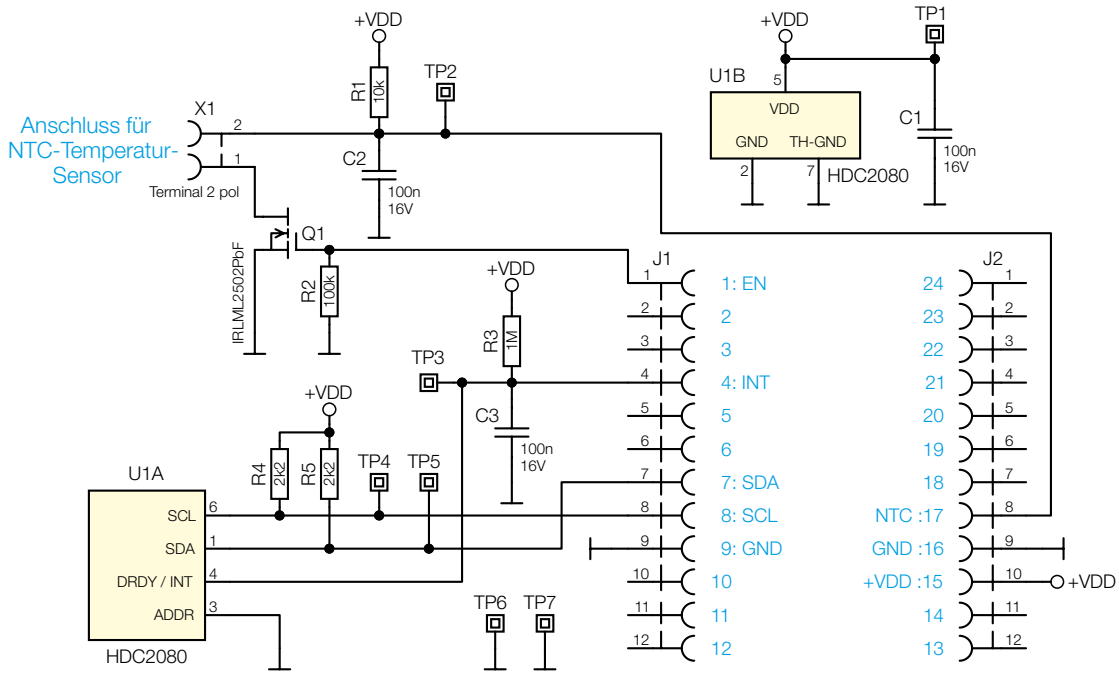 +VDD
R1
10k
TP2
X1
Anschluss für
NTC-Temperatur-
Sensor
2
1
Terminal 2 pol
C2
100n
16V
Q1
IRLML2502PbF
R2
100k
+VDD
TP1
5
U1B
VDD
GND
TH-GND
2
7
HDC2080
C1
100n
16V
+VDD
R3
1M
TP3
C3
100n
16V
+VDD
R4
2k2
R5
2k2
TP4
TP5
U1A
SCL
6
SDA
1
DRDY / INT
4
ADDR
3
HDC2080
TP6
TP7
J1
1
1: EN
2
2
3
3
4
4: INT
5
5
6
6
7
7: SDA
8
8: SCL
9
9: GND
10
10
11
11
12
12
J2
24
1
23
2
22
3
21
4
20
5
19
6
18
7
NTC :17
8
GND :16
9
+VDD :15
10
+VDD
14
11
13
12